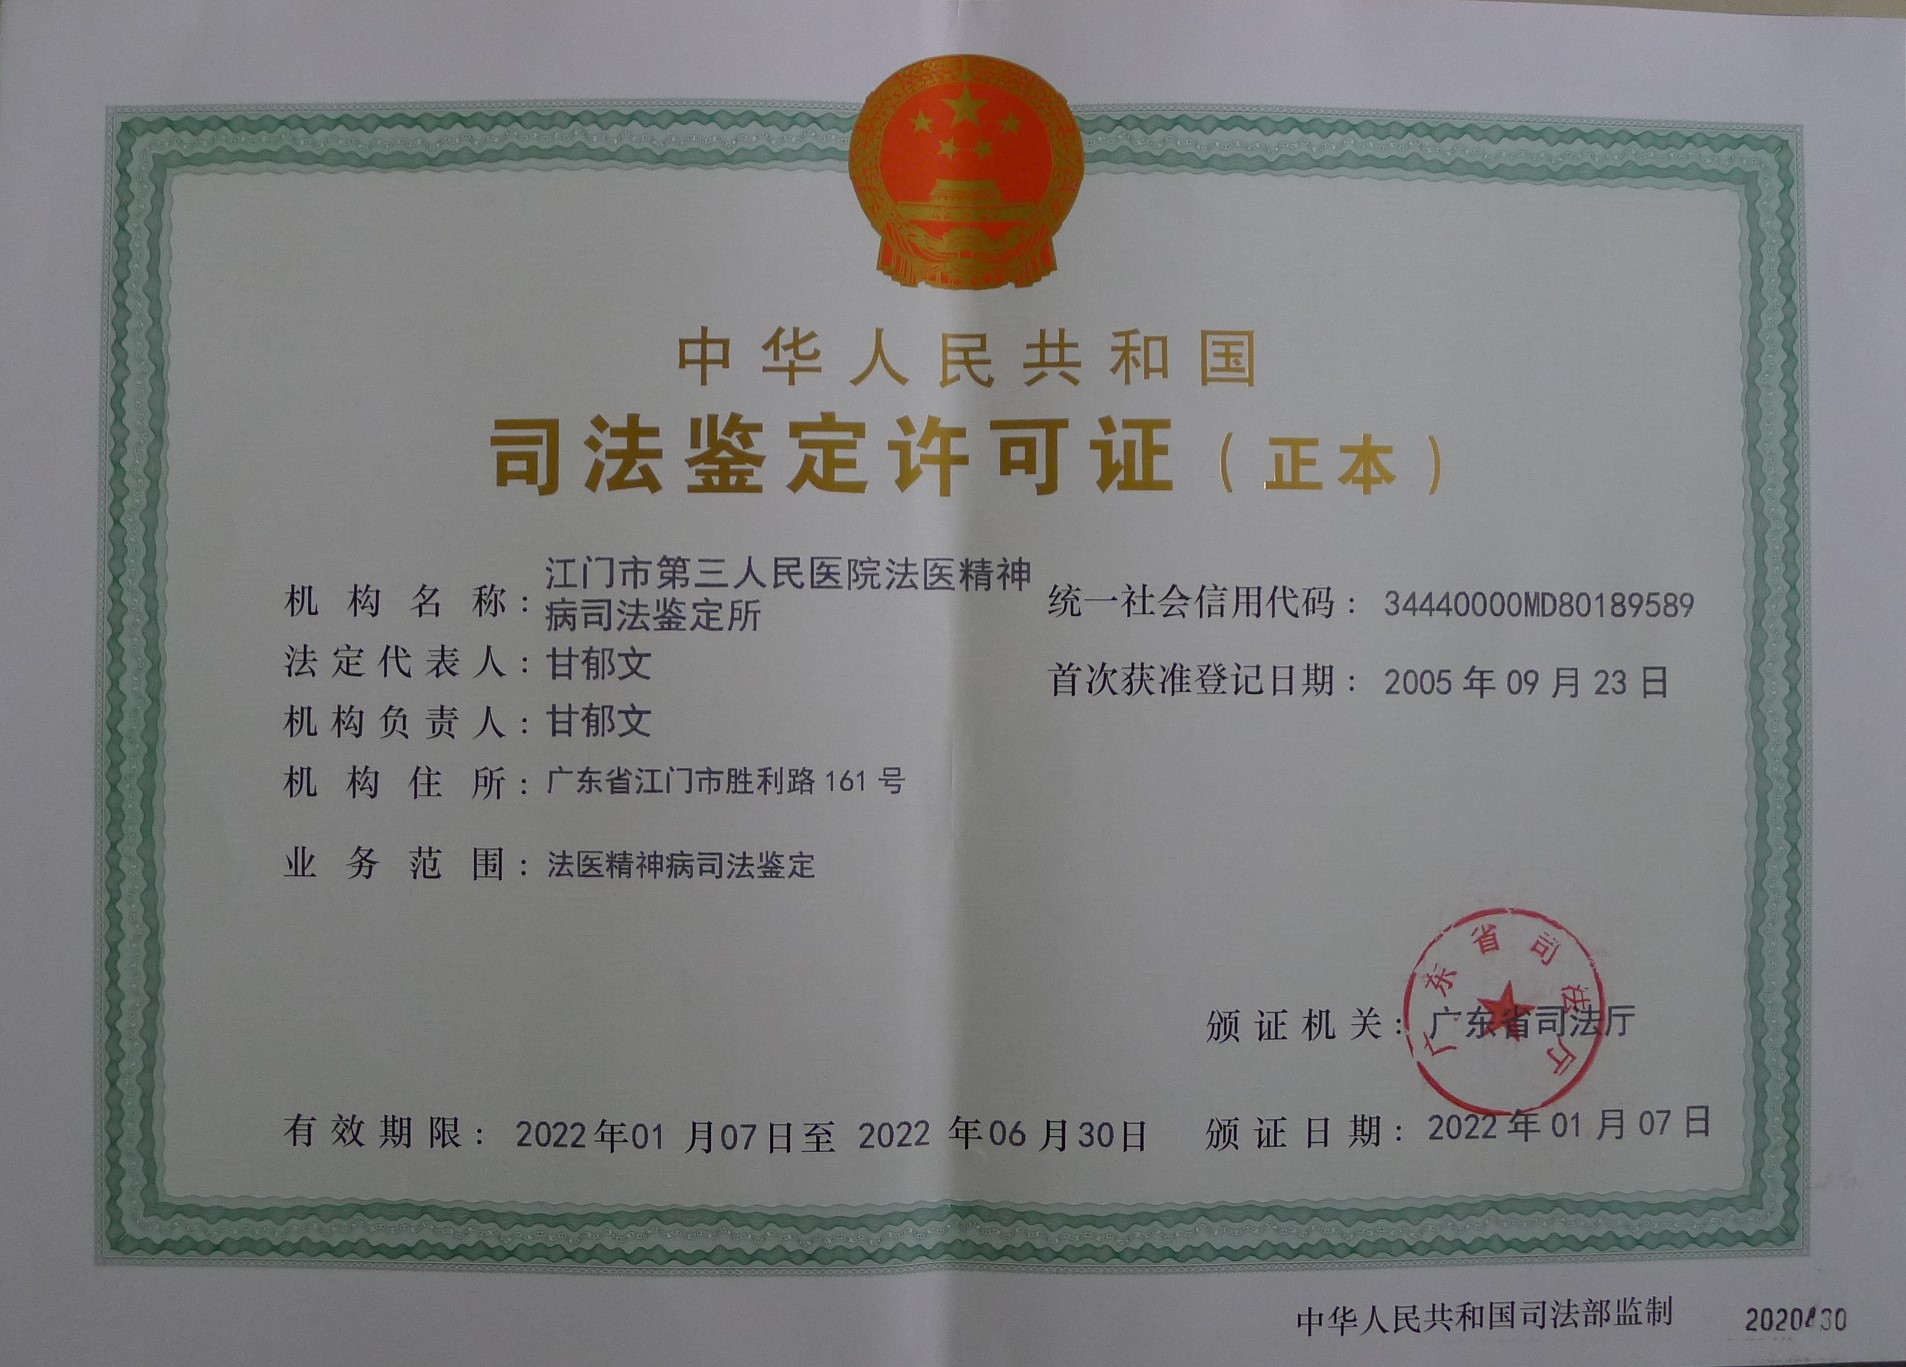 中华人民共和国
司法鉴定许可证（正本）
机构名称：江门市第三人民医院法医精神
病司法鉴定所
统一社会信用代码：34440000MD80189589
法定代表人：甘郁文
首次获准登记日期：2005年09月23日
机构负责人：甘郁文
机构住所：广东省江门市胜利路161号
业务范围：法医精神病司法鉴定
广东省司法厅
颁证机关：广东省司法厅
有效期限：2022年01月07日至2022年06月30日
颁证日期：2022年01月07日
中华人民共和国司法部监制